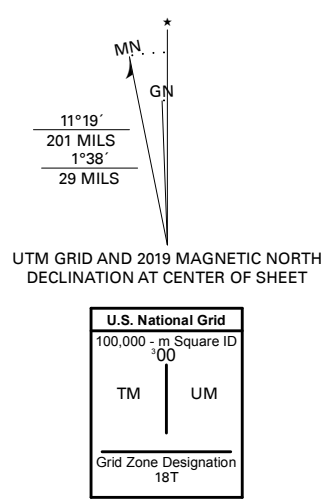 ★
MN
GN
11°19´
201 MILS
1°38´
29 MILS
UTM GRID AND 2019 MAGNETIC NORTH
DECLINATION AT CENTER OF SHEET
U.S. National Grid
100,000 - m Square ID
³00
TM UM
Grid Zone Designation
18T